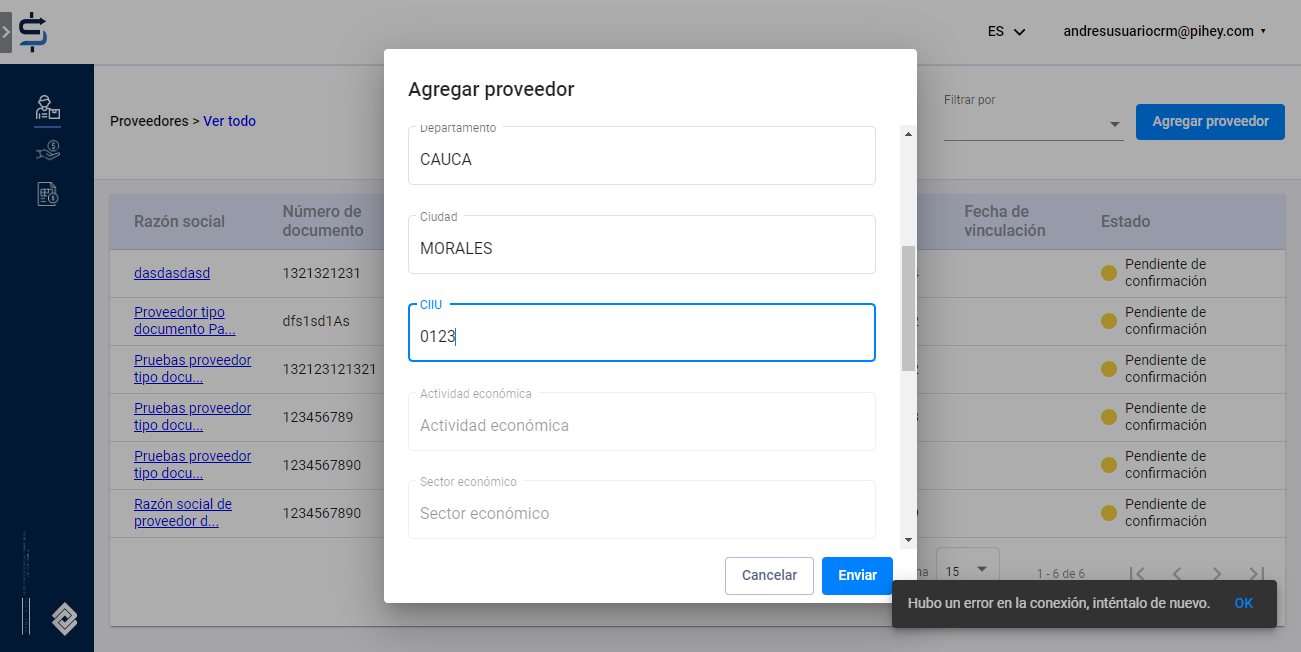 ES
andresusuariocrm@pihey.com
Agregar proveedor
Filtrar por
Proveedores > Ver todo
Agregar proveedor
Departamento
CAUCA
Ciudad
MORALES
CIIU
0123
Actividad económica
Actividad económica
Sector económico
Sector económico
Cancelar
Enviar
Razón social
Número de
documento
Fecha de
vinculación
Estado
dasdasdasd
1321321231
Pendiente de
confirmación
Proveedor tipo
documento Pa...
dfs1sd1As
Pendiente de
confirmación
Pruebas proveedor
tipo docu...
132123121321
Pendiente de
confirmación
Pruebas proveedor
tipo docu...
123456789
Pendiente de
confirmación
Pruebas proveedor
tipo docu...
1234567890
Pendiente de
confirmación
Razón social de
proveedor d...
1234567890
Pendiente de
confirmación
15
1 - 6 de 6
Hubo un error en la conexión, inténtalo de nuevo.
OK